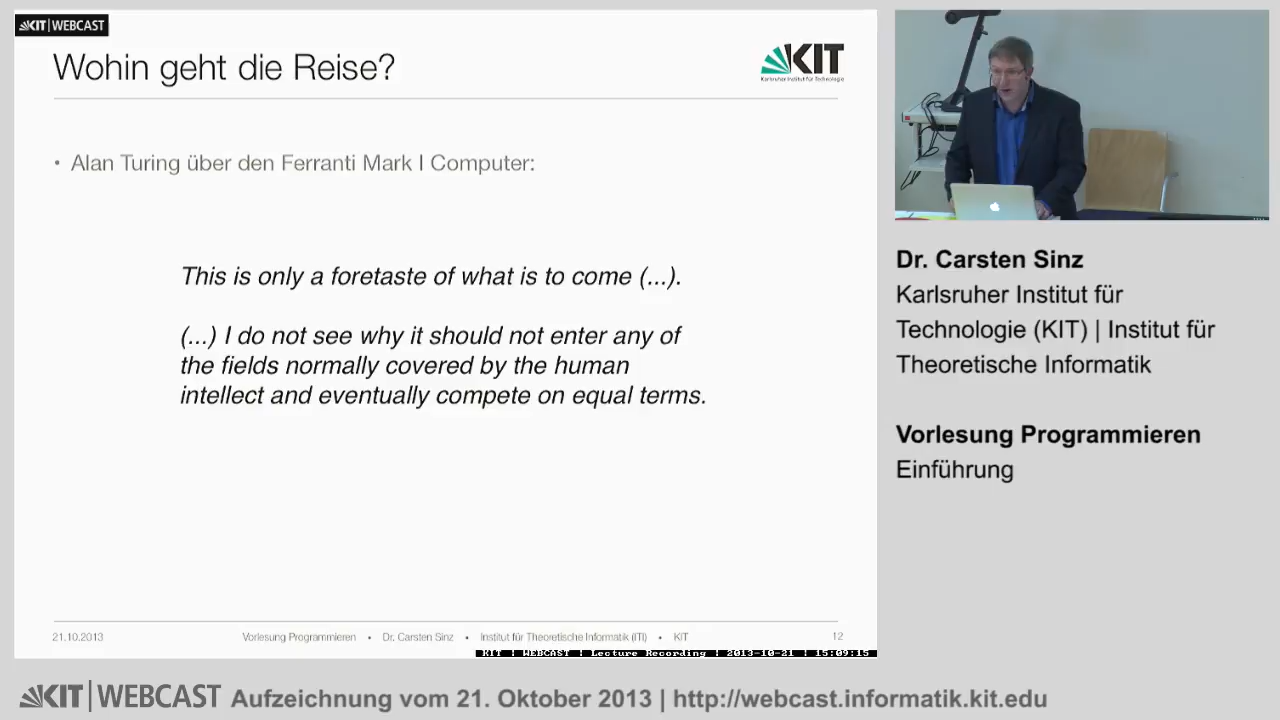 KIT | WEBCAST
Wohin geht die Reise?
KIT
Karlsruher Institut für Technologie
• Alan Turing über den Ferranti Mark I Computer:
This is only a foretaste of what is to come (...).
(...) I do not see why it should not enter any of
the fields normally covered by the human
intellect and eventually compete on equal terms.
21.10.2013 Vorlesung Programmieren • Dr. Carsten Sinz • Institut für Theoretische Informatik (ITI) • KIT 12
KIT | WEBCAST | Lecture Recording | 2013-10-21 | 15:09:15
Dr. Carsten Sinz
Karlsruher Institut für
Technologie (KIT) | Institut für
Theoretische Informatik
Vorlesung Programmieren
Einführung
KIT | WEBCAST Aufzeichnung vom 21. Oktober 2013 | http://webcast.informatik.kit.edu